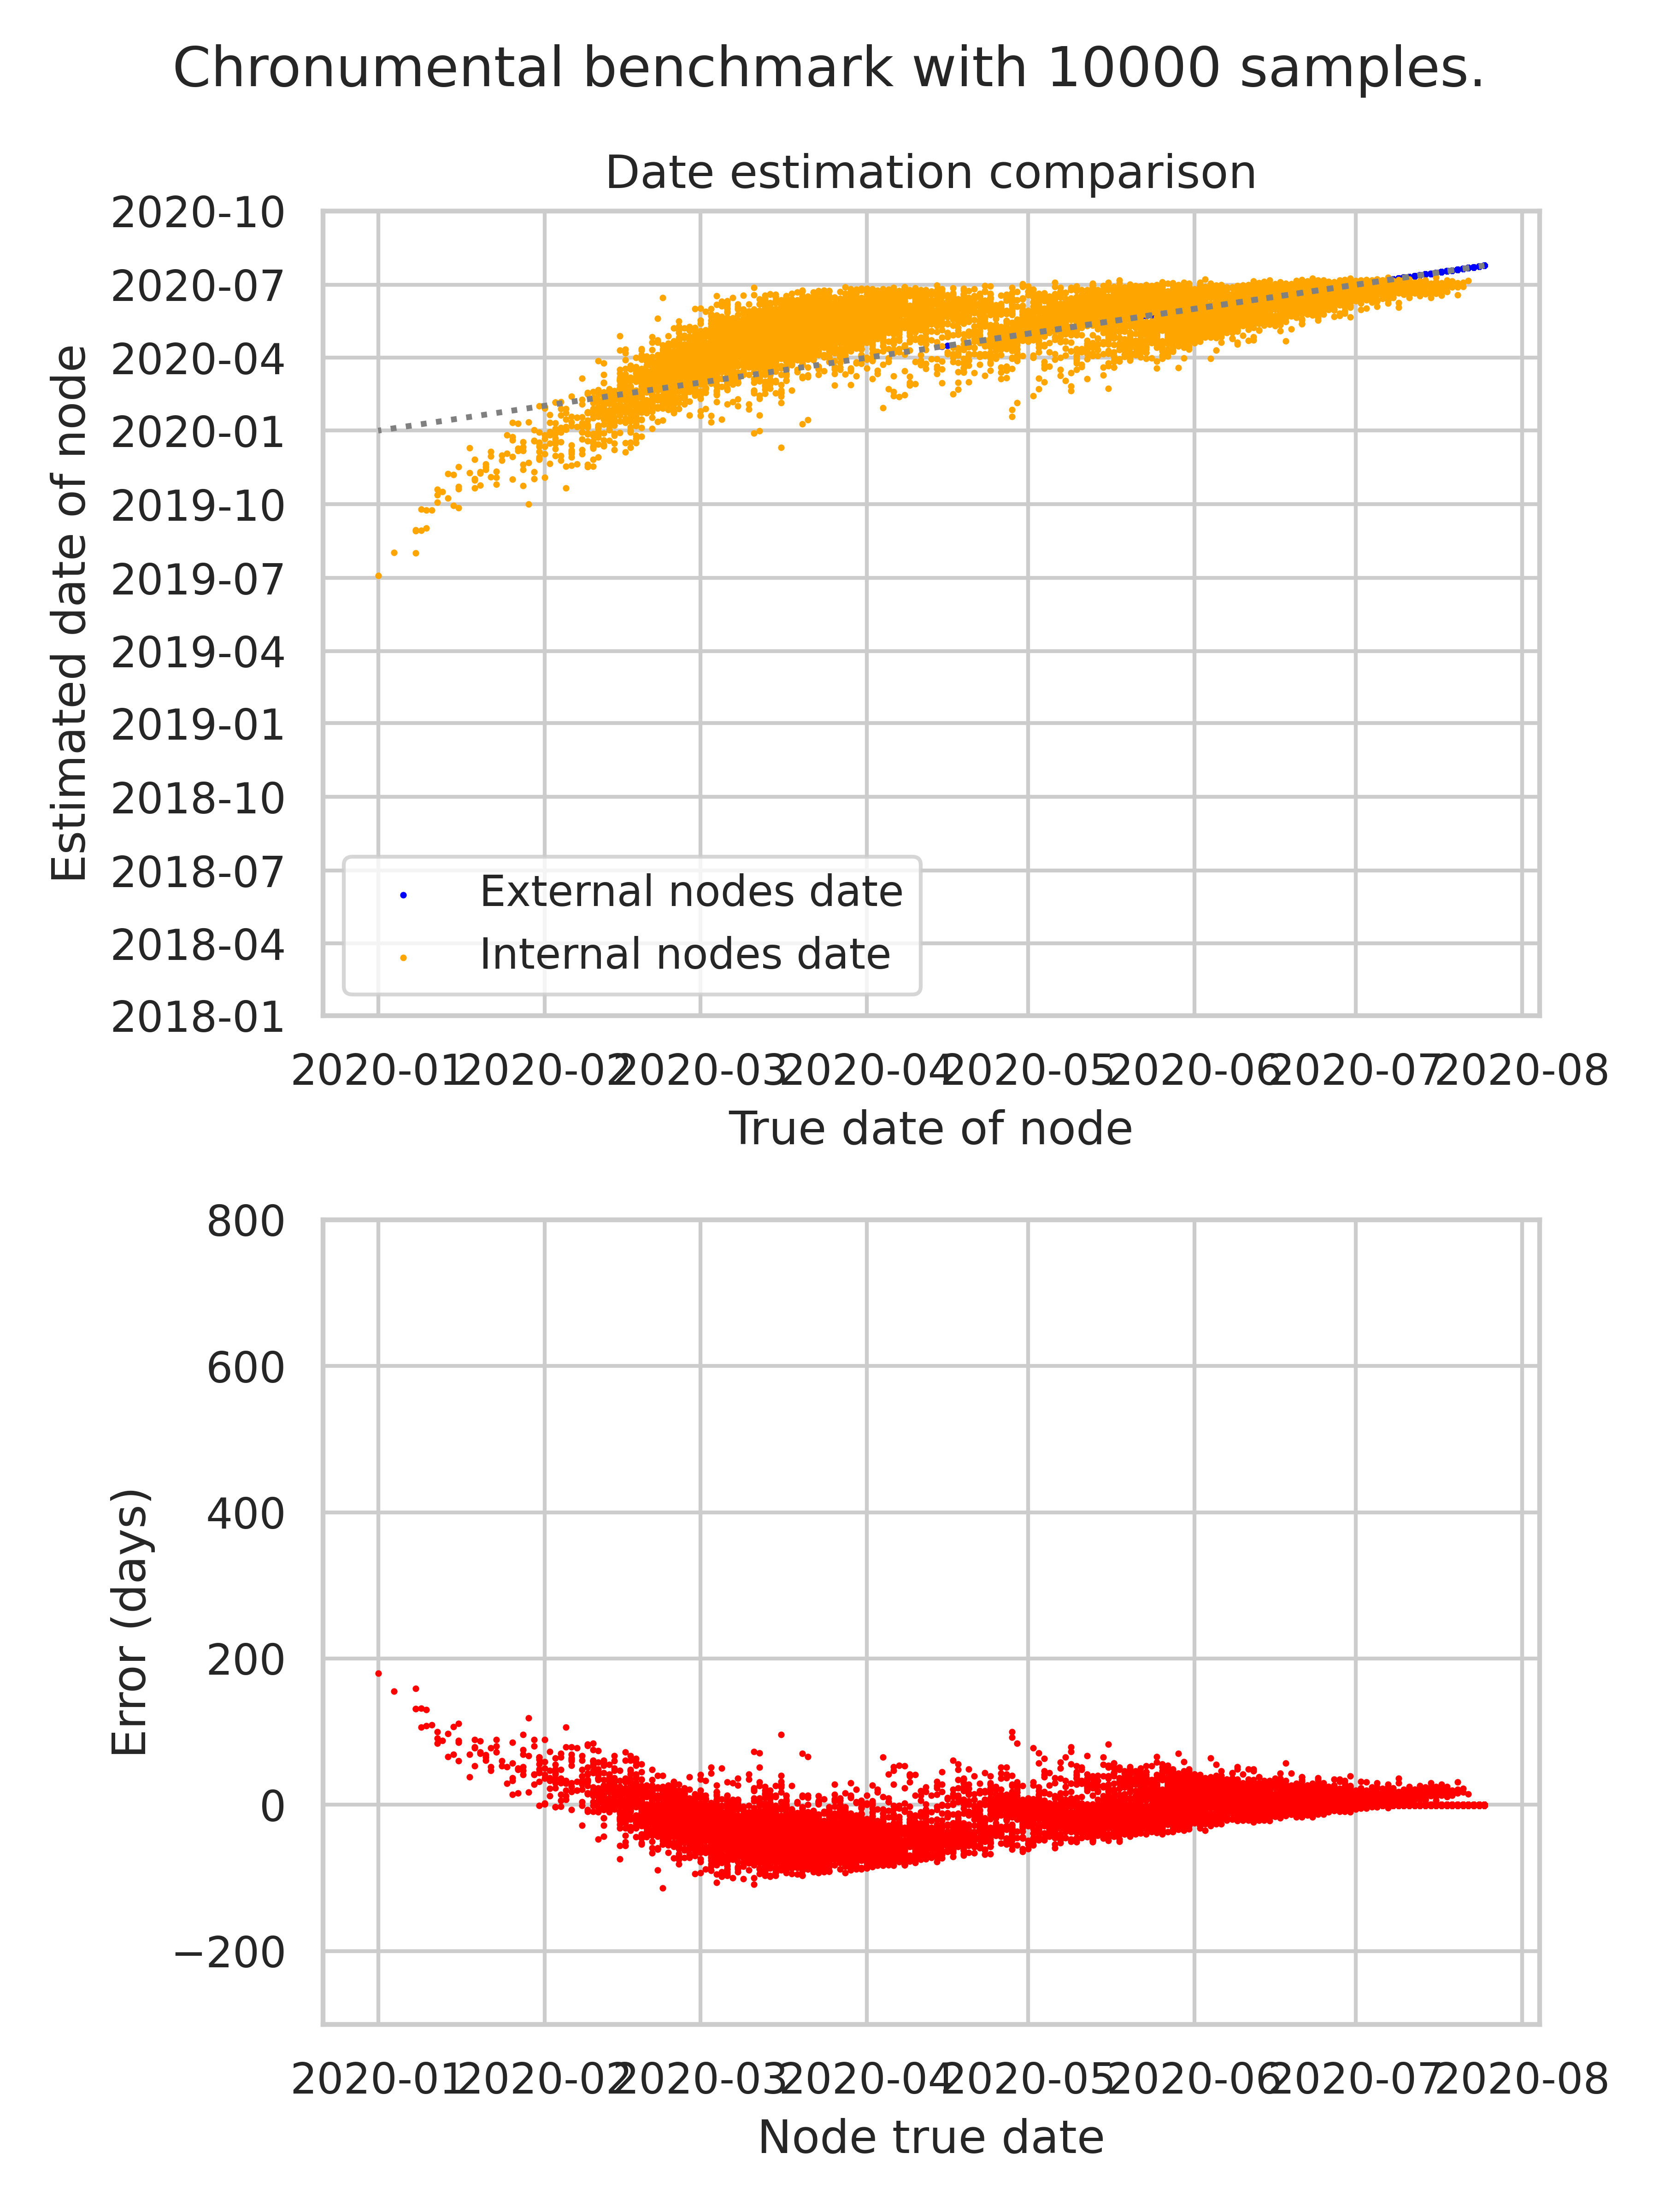 Chronumental benchmark with 10000 samples.
Date estimation comparison
2020-10
2020-07
2020-04
2020-01
2019-10
2019-07
2019-04
2019-01
2018-10
2018-07
2018-04
2018-01
Estimated date of node
External nodes date
Internal nodes date
2020-01 2020-02 2020-03 2020-04 2020-05 2020-06 2020-07 2020-08
True date of node
800
600
400
200
0
−200
Error (days)
2020-01 2020-02 2020-03 2020-04 2020-05 2020-06 2020-07 2020-08
Node true date